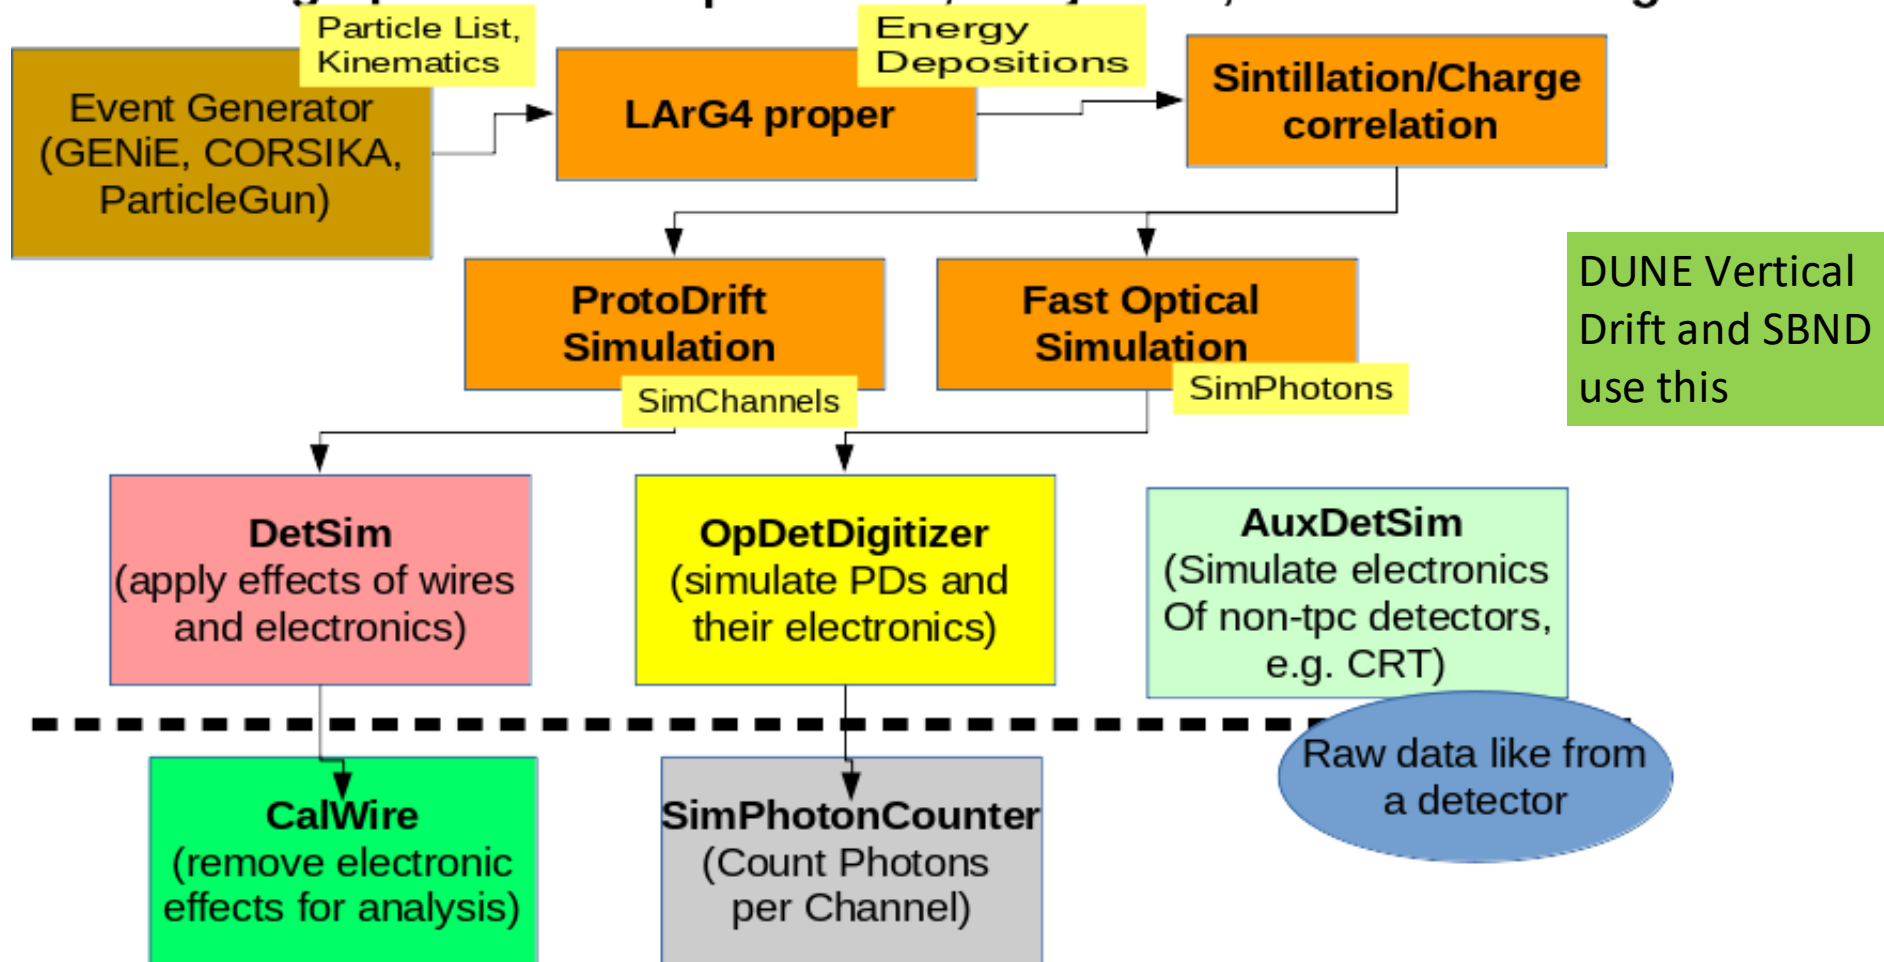 Particle List,
Kinematics
Energy
Depositions
Event Generator
(GENiE, CORSIKA,
ParticleGun)
LArG4 proper
Sintillation/Charge
correlation
ProtoDrift
Simulation
SimChannels
Fast Optical
Simulation
SimPhotons
DUNE Vertical
Drift and SBND
use this
DetSim
(apply effects of wires
and electronics)
OpDetDigitizer
(simulate PDs and
their electronics)
AuxDetSim
(Simulate electronics
Of non-tpc detectors,
e.g. CRT)
Raw data like from
a detector
CalWire
(remove electronic
effects for analysis)
SimPhotonCounter
(Count Photons
per Channel)